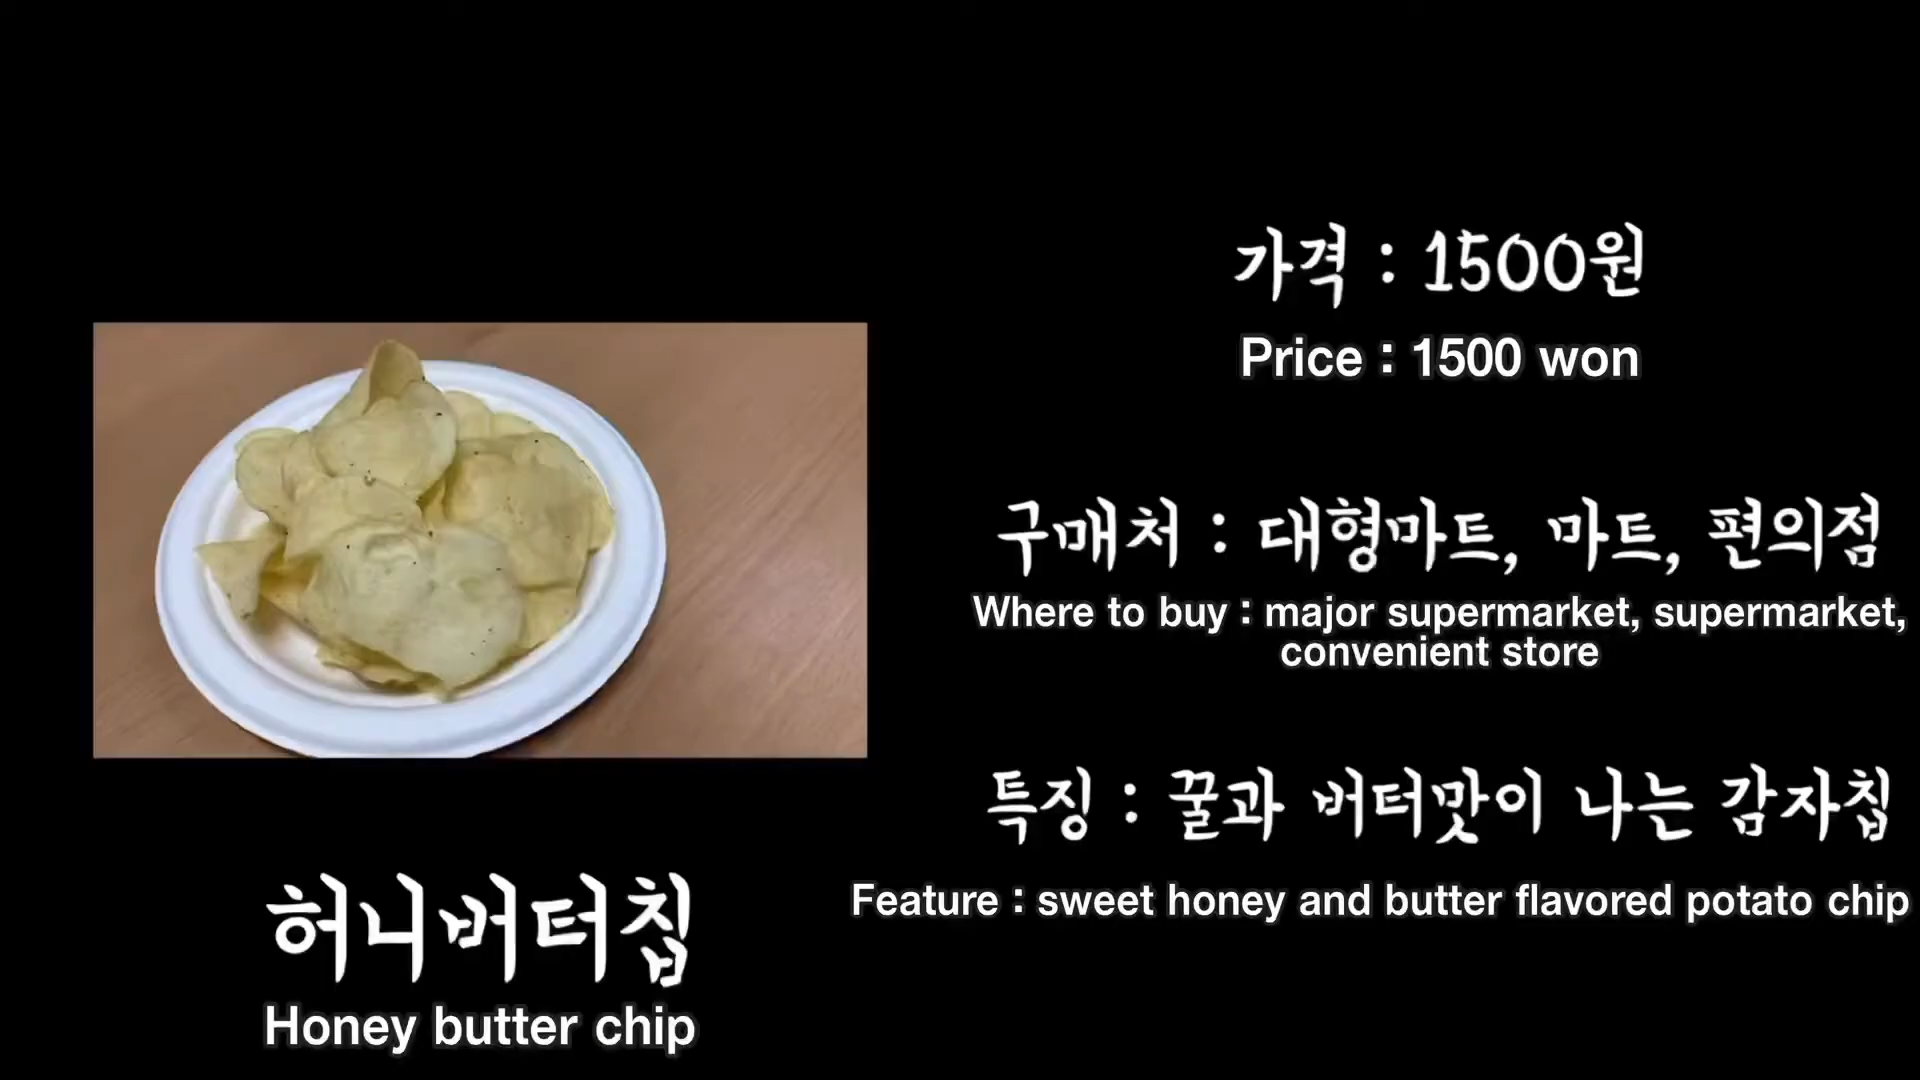 가격 : 1500원
Price : 1500 won
구매처 : 대형마트, 마트, 편의점
Where to buy : major supermarket, supermarket,
convenient store
특징 : 꿀과 버터맛이 나는 감자칩
Feature : sweet honey and butter flavored potato chip
허니버터칩
Honey butter chip